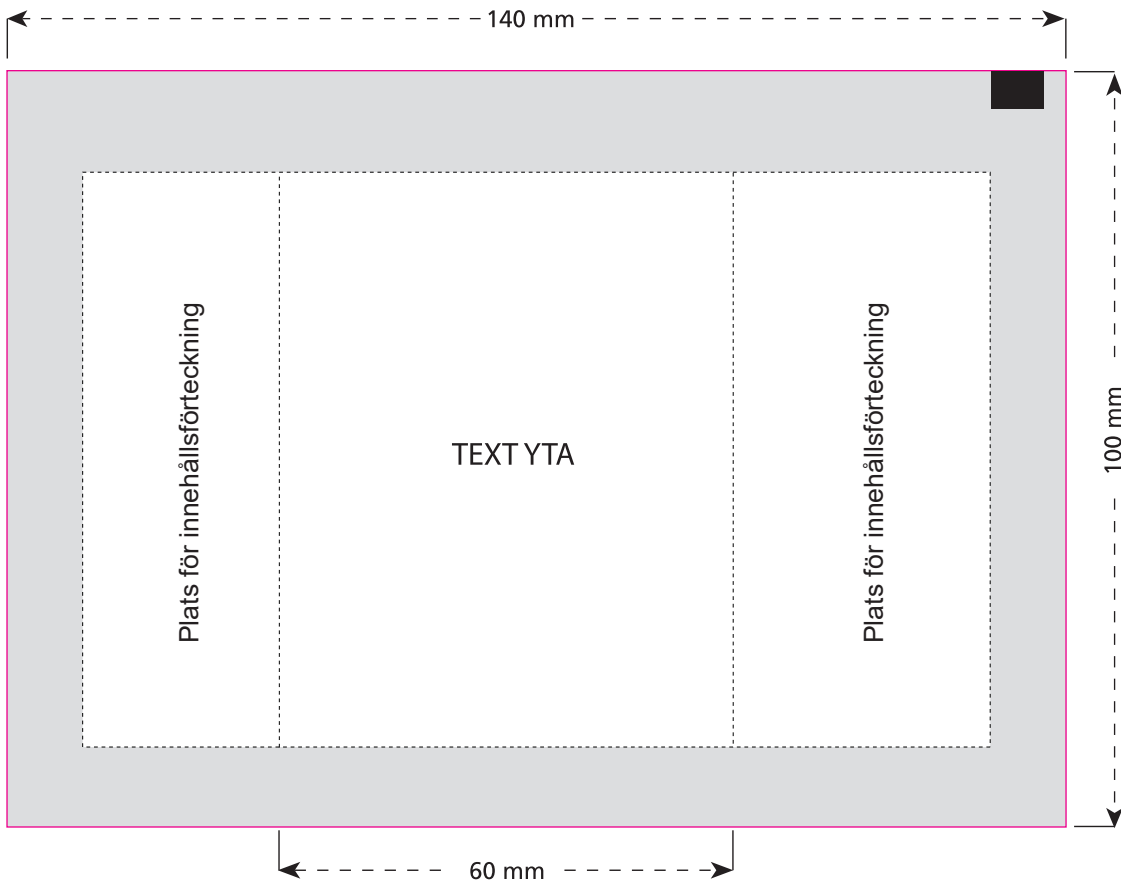 140 mm
Plats för innehållsförteckning
TEXT YTA
Plats för innehållsförteckning
100 mm
60 mm